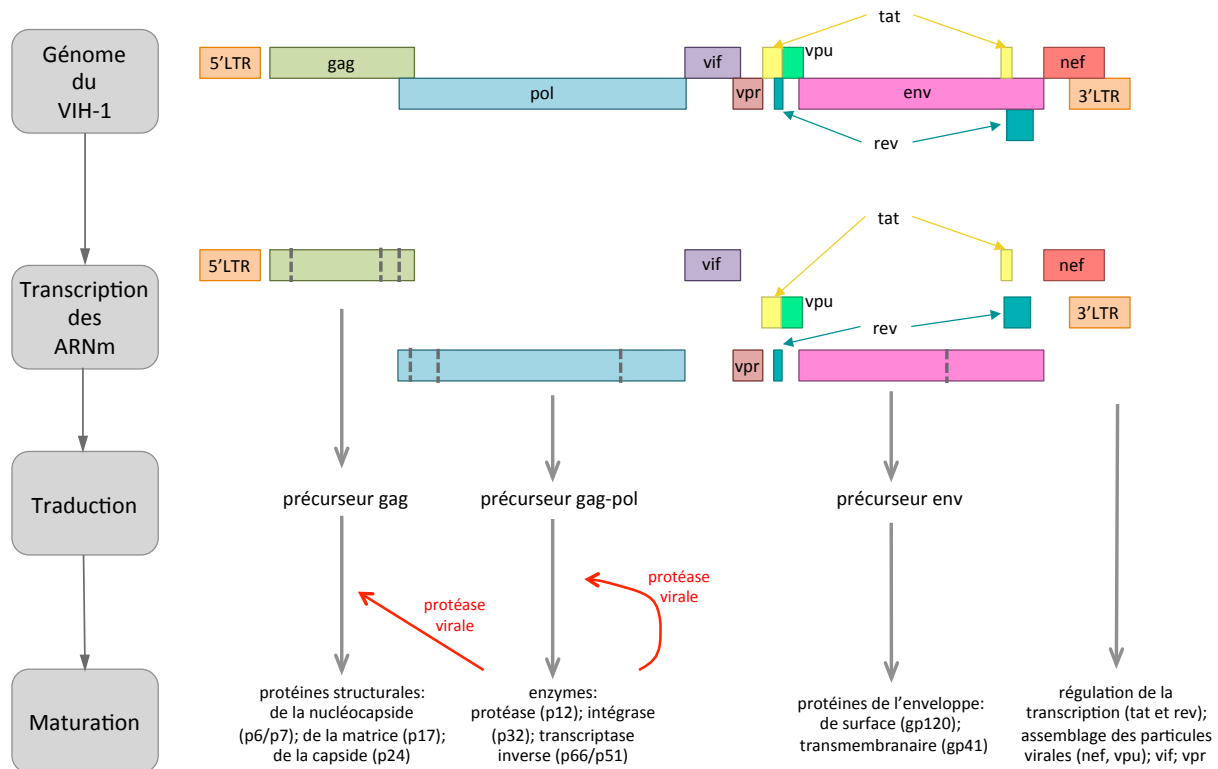 Génome
du
VIH-1
tat
5’LTR
gag
vif
vpu
nef
pol
vpr
env
3’LTR
rev
tat
Transcription
des
ARNm
5’LTR
vif
nef
vpu
3’LTR
rev
vpr
Traduction
précurseur gag
précurseur gag-pol
précurseur env
protéase
virale
protéase
virale
Maturation
protéines structurales:
de la nucléocapside
(p6/p7); de la matrice (p17);
de la capside (p24)
enzymes:
protéase (p12); intégrase
(p32); transcriptase
inverse (p66/p51)
protéines de l’enveloppe:
de surface (gp120);
transmembranaire (gp41)
régulation de la
transcription (tat et rev);
assemblage des particules
virales (nef, vpu); vif; vpr